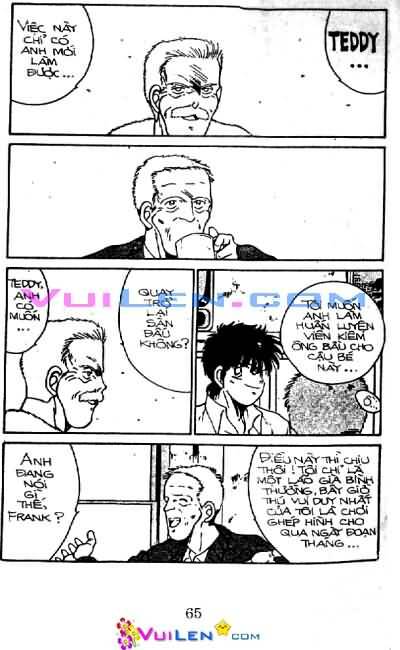 TEDDY
...
VIỆC NÀY
CHỈ CÓ
ANH MỚI
LÀM
ĐƯỢC...
TEDDY,
ANH
CÓ
MUỐN
...
QUAY
TRỞ
LẠI
SÀN
ĐẤU
KHÔNG?
TÔI MUỐN
ANH LÀM
HUẤN LUYỆN
VIÊN KIÊM
ÔNG BẦU CHO
CẬU BÉ
NÀY...
VUILEN.COM
ANH
ĐANG
NÓI
GÌ
THẾ,
FRANK?
ĐIỀU NÀY THÌ CHỊU
THÔI! TÔI CHỈ LÀ
MỘT LÃO GIÀ BÌNH
THƯỜNG, BÂY GIỜ
THÚ VUI DUY NHẤT
CỦA TÔI LÀ CHƠI
GHÉP HÌNH CHO
QUA NGÀY ĐOẠN
THÁNG...
65
VUILEN.COM